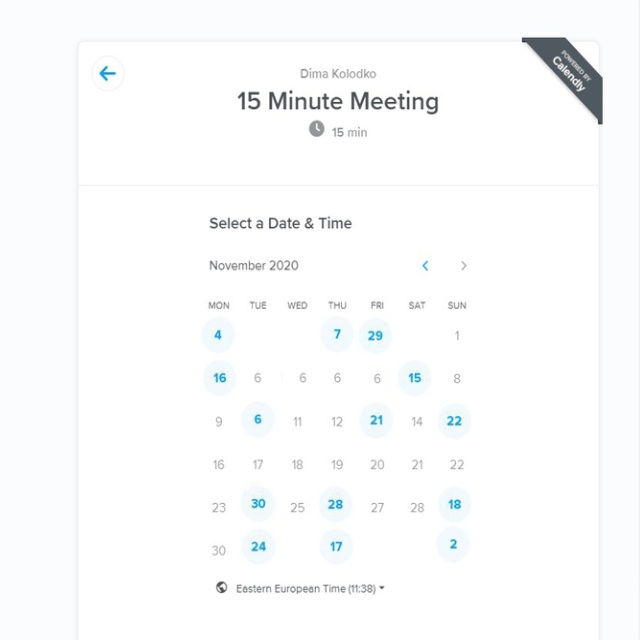 POWERED BY
Calendly
Dima Kolodko
15 Minute Meeting
15 min
Select a Date & Time
November 2020
MON TUE WED THU FRI SAT SUN
4 7 29 1
16 6 6 6 6 15 8
9 6 11 12 21 14 22
16 17 18 19 20 21 22
23 30 25 28 27 28 18
30 24 17 2
Eastern European Time (11:38)